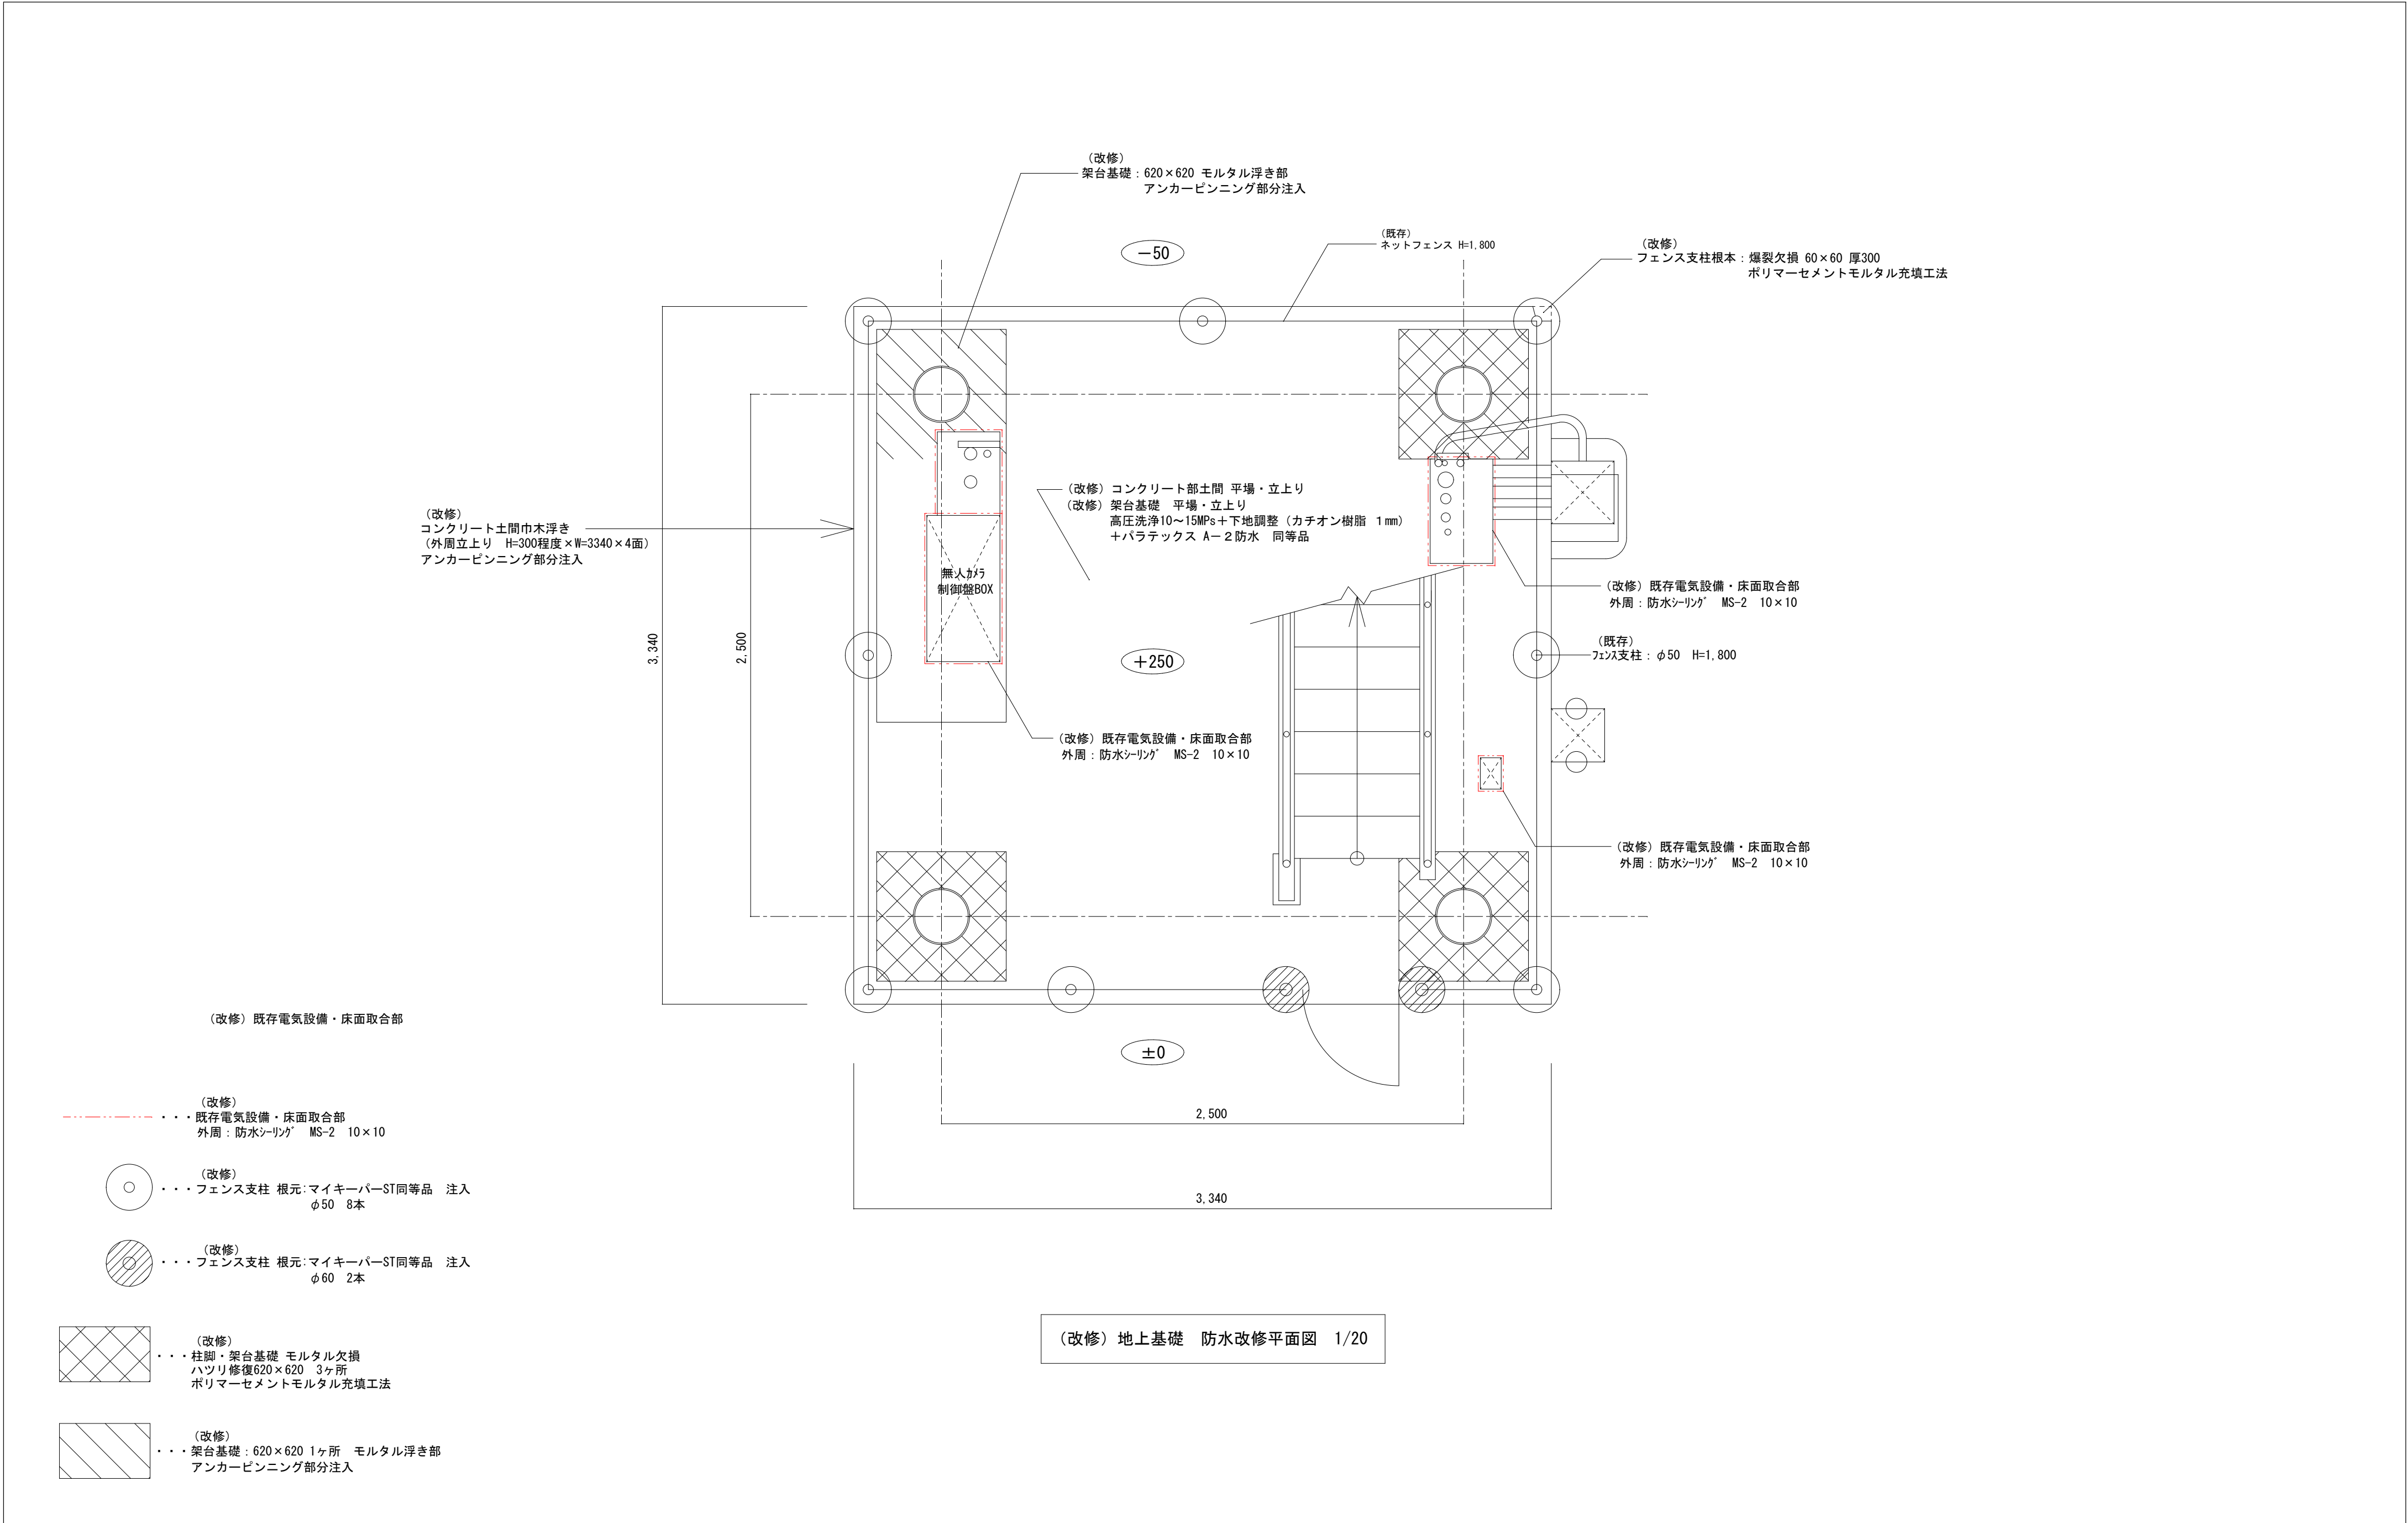 （改修）
架台基礎：620×620 モルタル浮き部
アンカーピンニング部分注入
－50
（既存）
ネットフェンス H=1,800
（改修）
フェンス支柱根本：爆裂欠損 60×60 厚300
ポリマーセメントモルタル充填工法
（改修）
コンクリート土間巾木浮き
（外周立上り　H=300程度×W=3340×4面）
アンカーピンニング部分注入
（改修）コンクリート部土間 平場・立上り
（改修）架台基礎　平場・立上り
高圧洗浄10～15MPs＋下地調整（カチオン樹脂　1㎜）
＋パラテックス A－２防水　同等品
無人ｶﾒﾗ
制御盤BOX
（改修）既存電気設備・床面取合部
外周：防水ｼｰﾘﾝｸﾞ　MS-2　10×10
（既存）
ﾌｪﾝｽ支柱：φ50　H=1,800
3,340
2,500
＋250
（改修）既存電気設備・床面取合部
外周：防水ｼｰﾘﾝｸﾞ　MS-2　10×10
（改修）既存電気設備・床面取合部
外周：防水ｼｰﾘﾝｸﾞ　MS-2　10×10
±0
2,500
3,340
（改修）既存電気設備・床面取合部
（改修）
・・・既存電気設備・床面取合部
外周：防水ｼｰﾘﾝｸﾞ　MS-2　10×10
（改修）
・・・フェンス支柱 根元:マイキーパーST同等品　注入
φ50　8本
（改修）
・・・フェンス支柱 根元:マイキーパーST同等品　注入
φ60　2本
（改修）
・・・柱脚・架台基礎 モルタル欠損
ハツリ修復620×620　3ヶ所
ポリマーセメントモルタル充填工法
（改修）
・・・架台基礎：620×620 1ヶ所　モルタル浮き部
アンカーピンニング部分注入
（改修）地上基礎　防水改修平面図　1/20